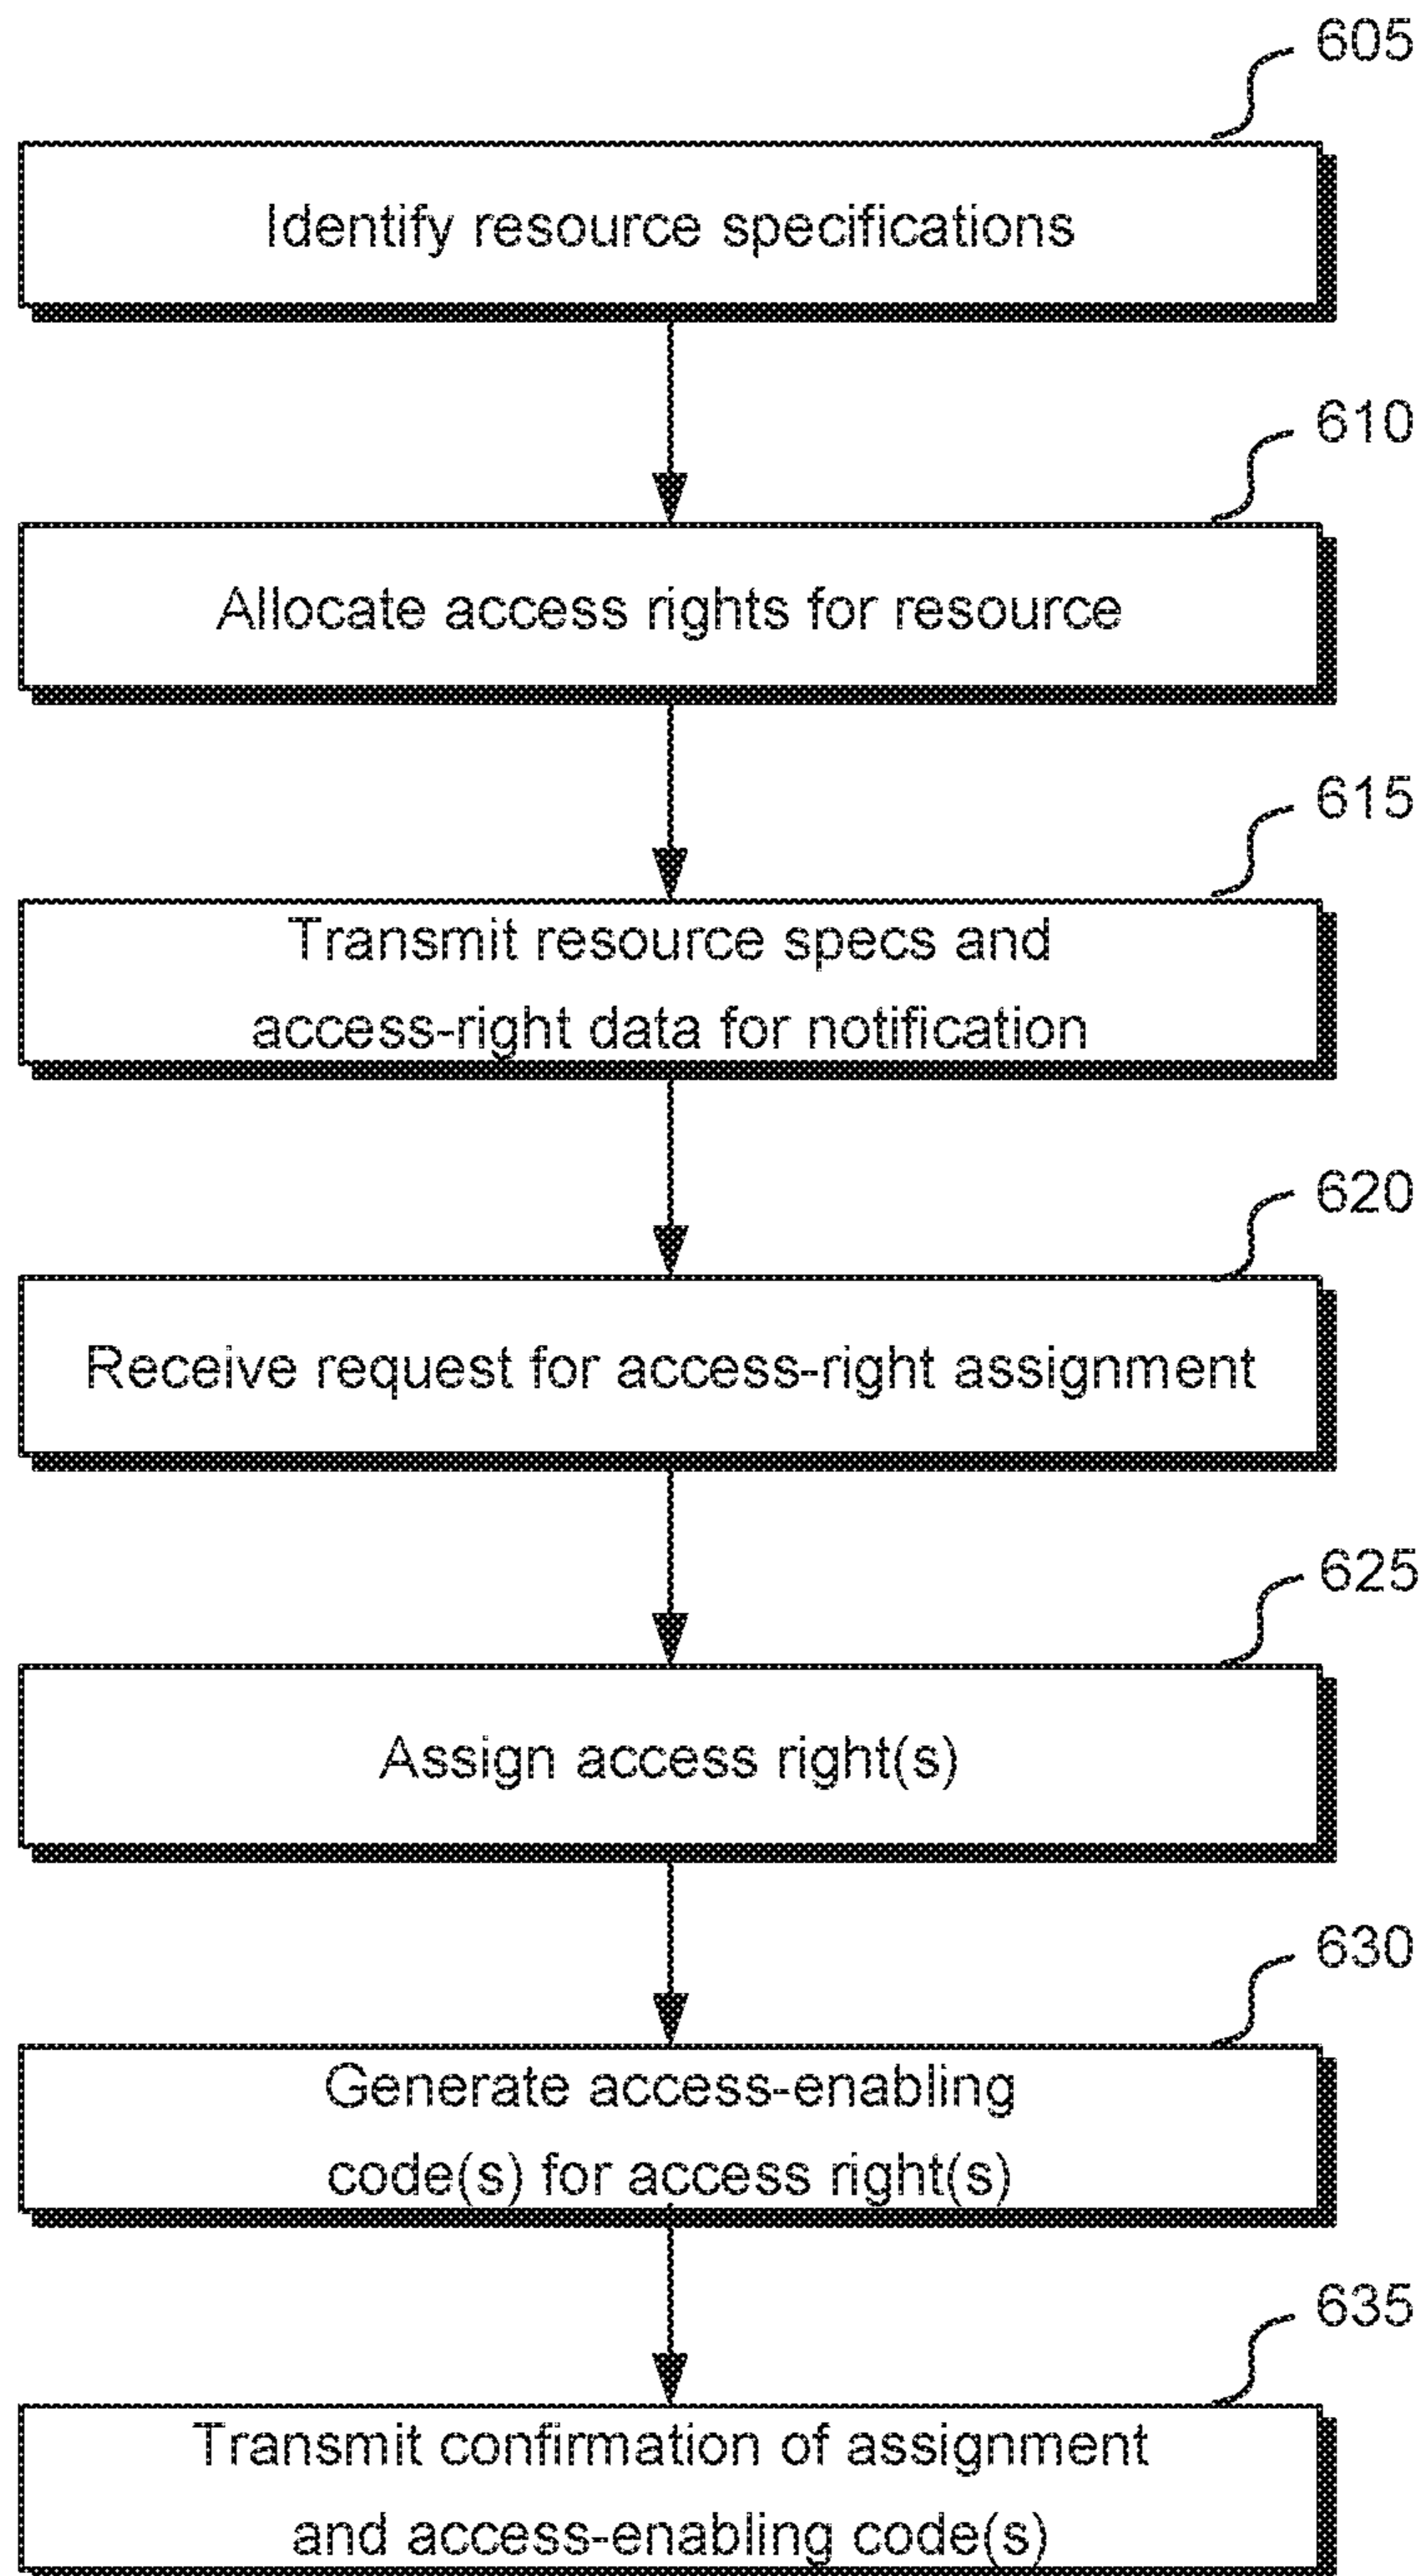 605
Identify resource specifications
610
Allocate access rights for resource
615
Transmit resource specs and
access-right data for notification
620
Receive request for access-right assignment
625
Assign access right(s)
630
Generate access-enabling
code(s) for access right(s)
635
Transmit confirmation of assignment
and access-enabling code(s)